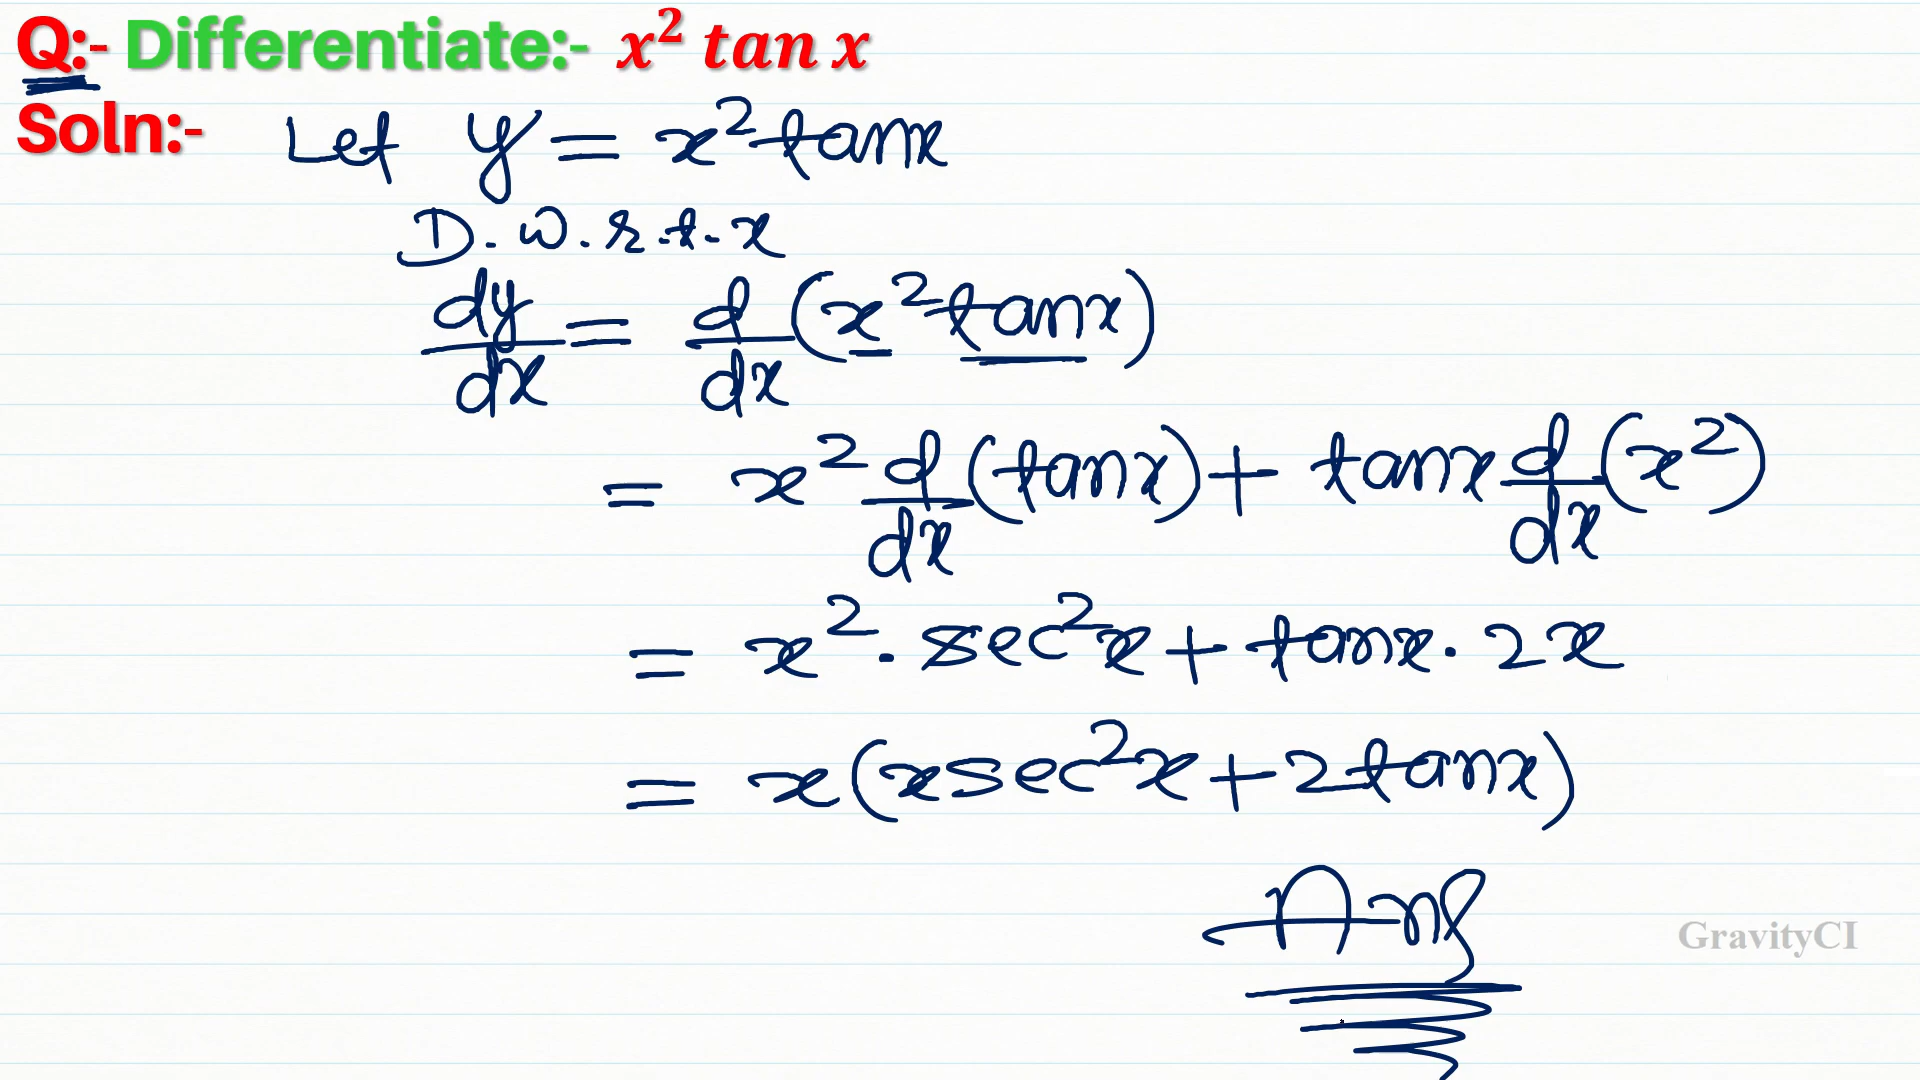 Q:- Differentiate:- x² tan x
Soln:- Let y = x² tanx
D.w.r.t.x
dy/dx = d/dx (x² tanx)
= x² d/dx (tanx) + tanx d/dx (x²)
= x² · sec²x + tanx · 2x
= x(xsec²x + 2tanx)
Ans
GravityCI